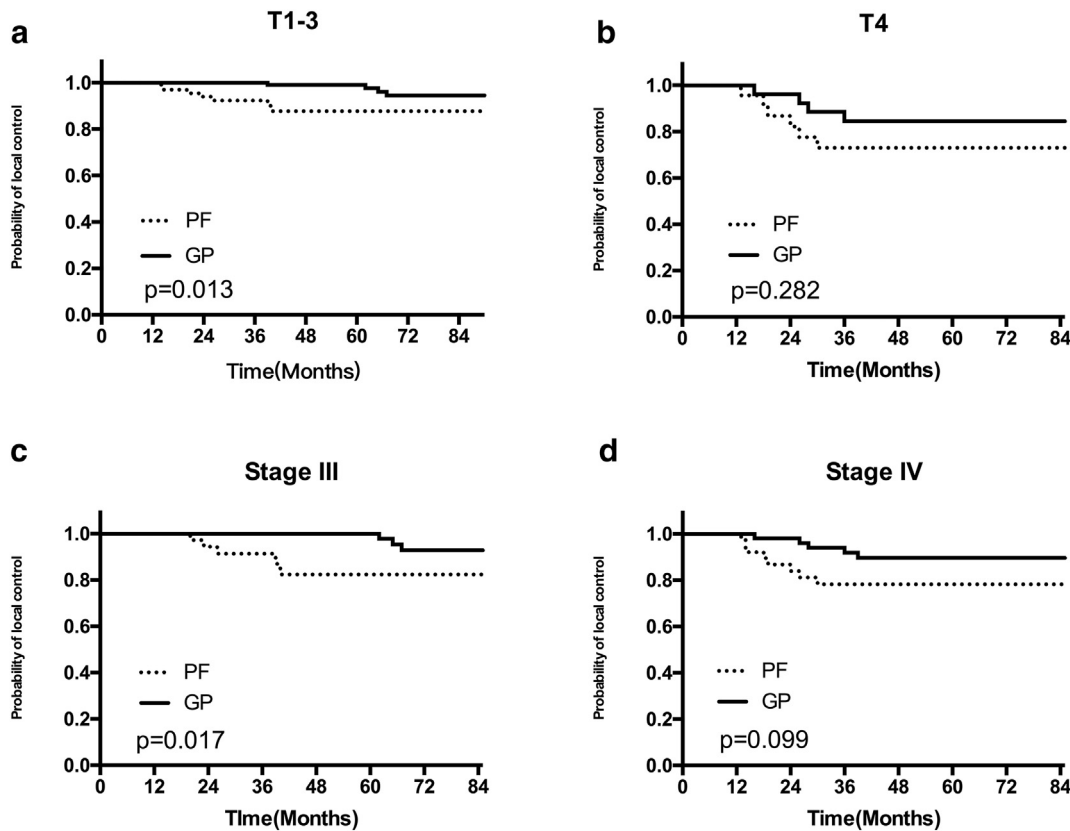 a
T1-3
Probability of local control
1.0
0.8
0.6
0.4
0.2
0.0
PF
GP
p=0.013
0 12 24 36 48 60 72 84
Time(Months)
b
T4
Probability of local control
1.0
0.8
0.6
0.4
0.2
0.0
PF
GP
p=0.282
0 12 24 36 48 60 72 84
Time(Months)
c
Stage III
Probability of local control
1.0
0.8
0.6
0.4
0.2
0.0
PF
GP
p=0.017
0 12 24 36 48 60 72 84
TIme(Months)
d
Stage IV
Probability of local control
1.0
0.8
0.6
0.4
0.2
0.0
PF
GP
p=0.099
0 12 24 36 48 60 72 84
Time(Months)